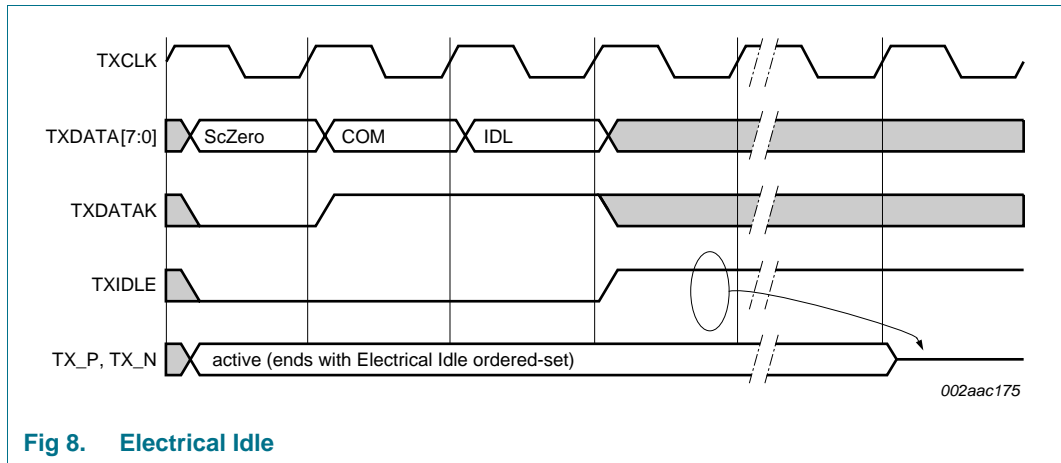 TXCLK
TXDATA[7:0] ScZero COM IDL
TXDATAK
TXIDLE
TX_P, TX_N active (ends with Electrical Idle ordered-set)
002aac175
Fig 8. Electrical Idle